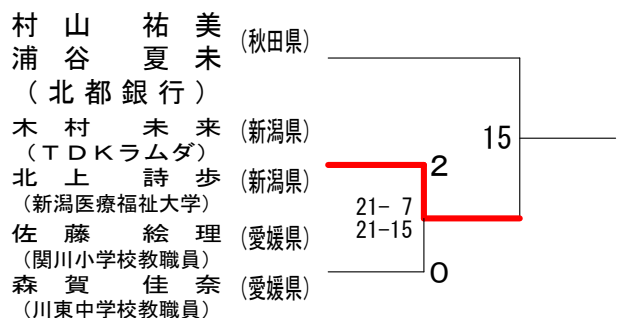 村山 祐美 (秋田県)
浦谷 夏未
(北都銀行)
木村 未来 (新潟県)
(TDKラムダ)
北上 詩歩 (新潟県)
(新潟医療福祉大学)
佐藤 絵理 (愛媛県)
(関川小学校教職員)
森賀 佳奈 (愛媛県)
(川東中学校教職員)
15
2
21- 7
21-15
0